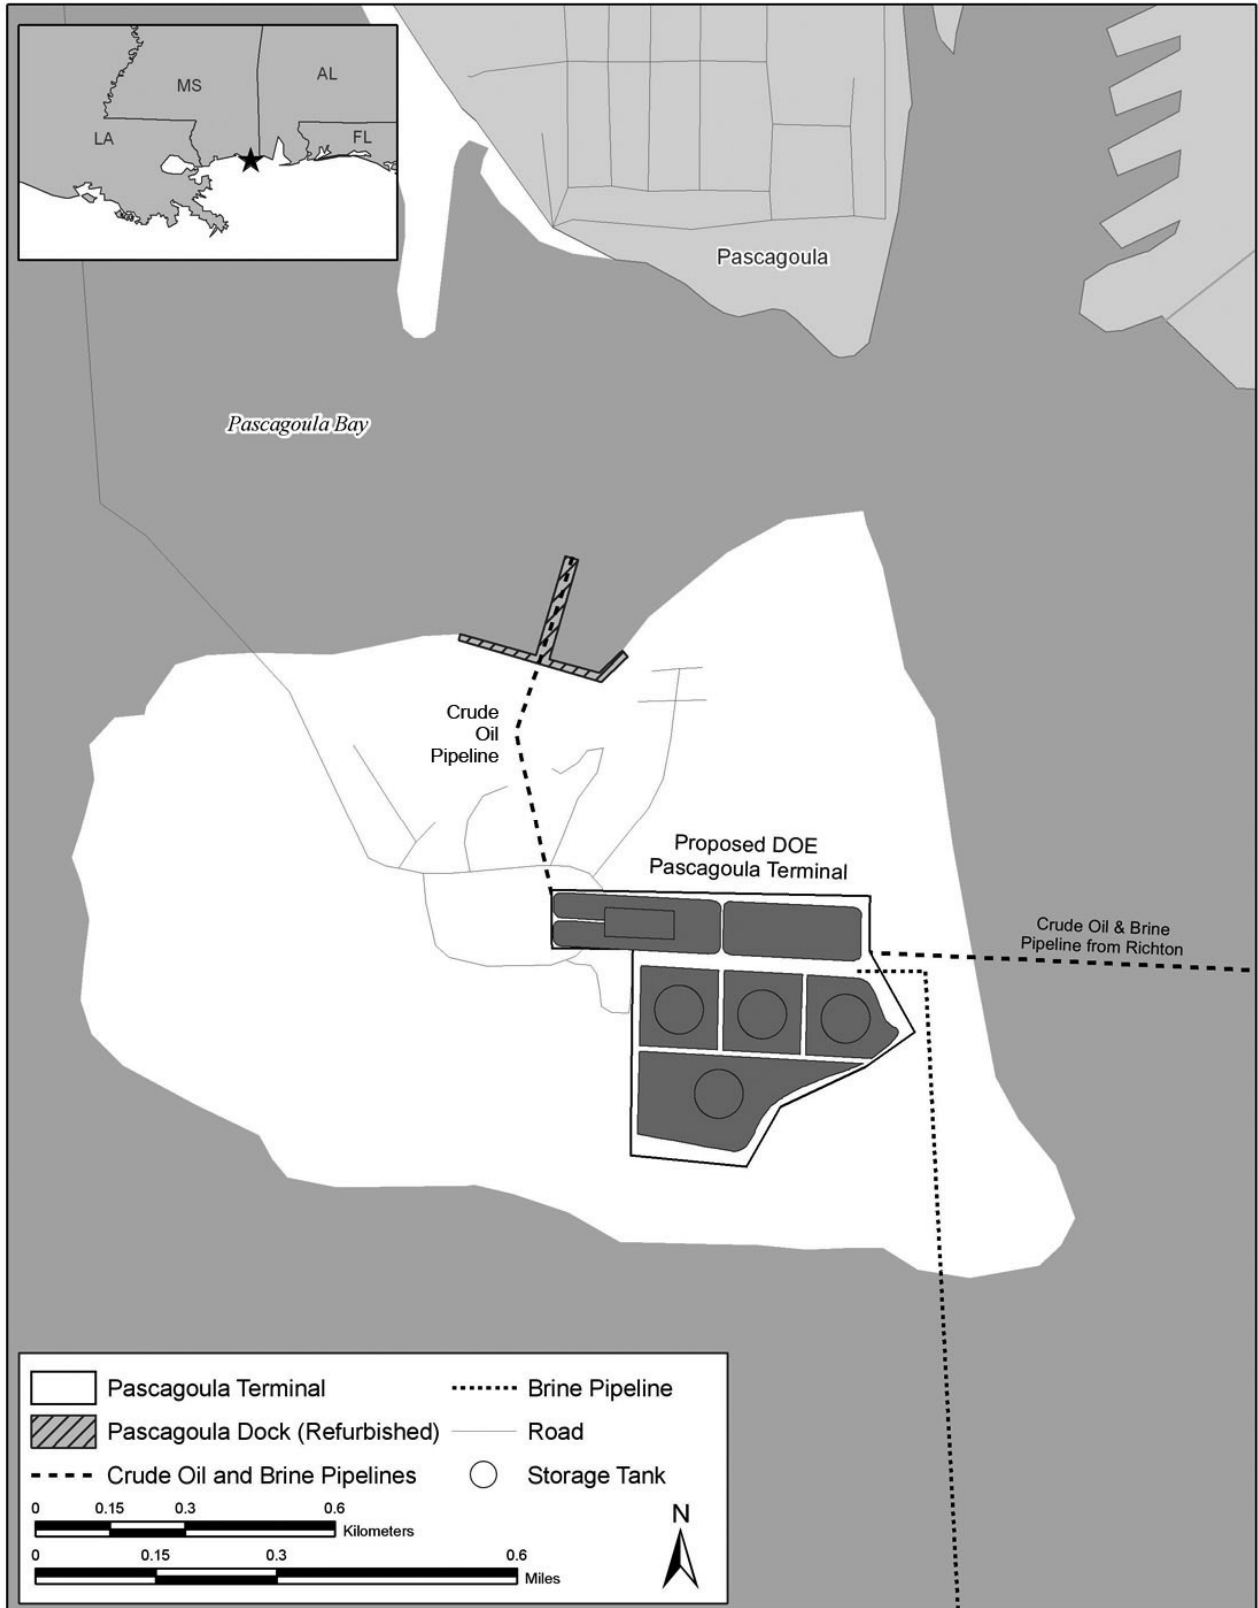 MS
AL
LA
FL
Pascagoula
Pascagoula Bay
Crude
Oil
Pipeline
Proposed DOE
Pascagoula Terminal
Crude Oil & Brine
Pipeline from Richton
Pascagoula Terminal
Brine Pipeline
Pascagoula Dock (Refurbished)
Road
Crude Oil and Brine Pipelines
Storage Tank
0 0.15 0.3 0.6
Kilometers
0 0.15 0.3 0.6
Miles
N